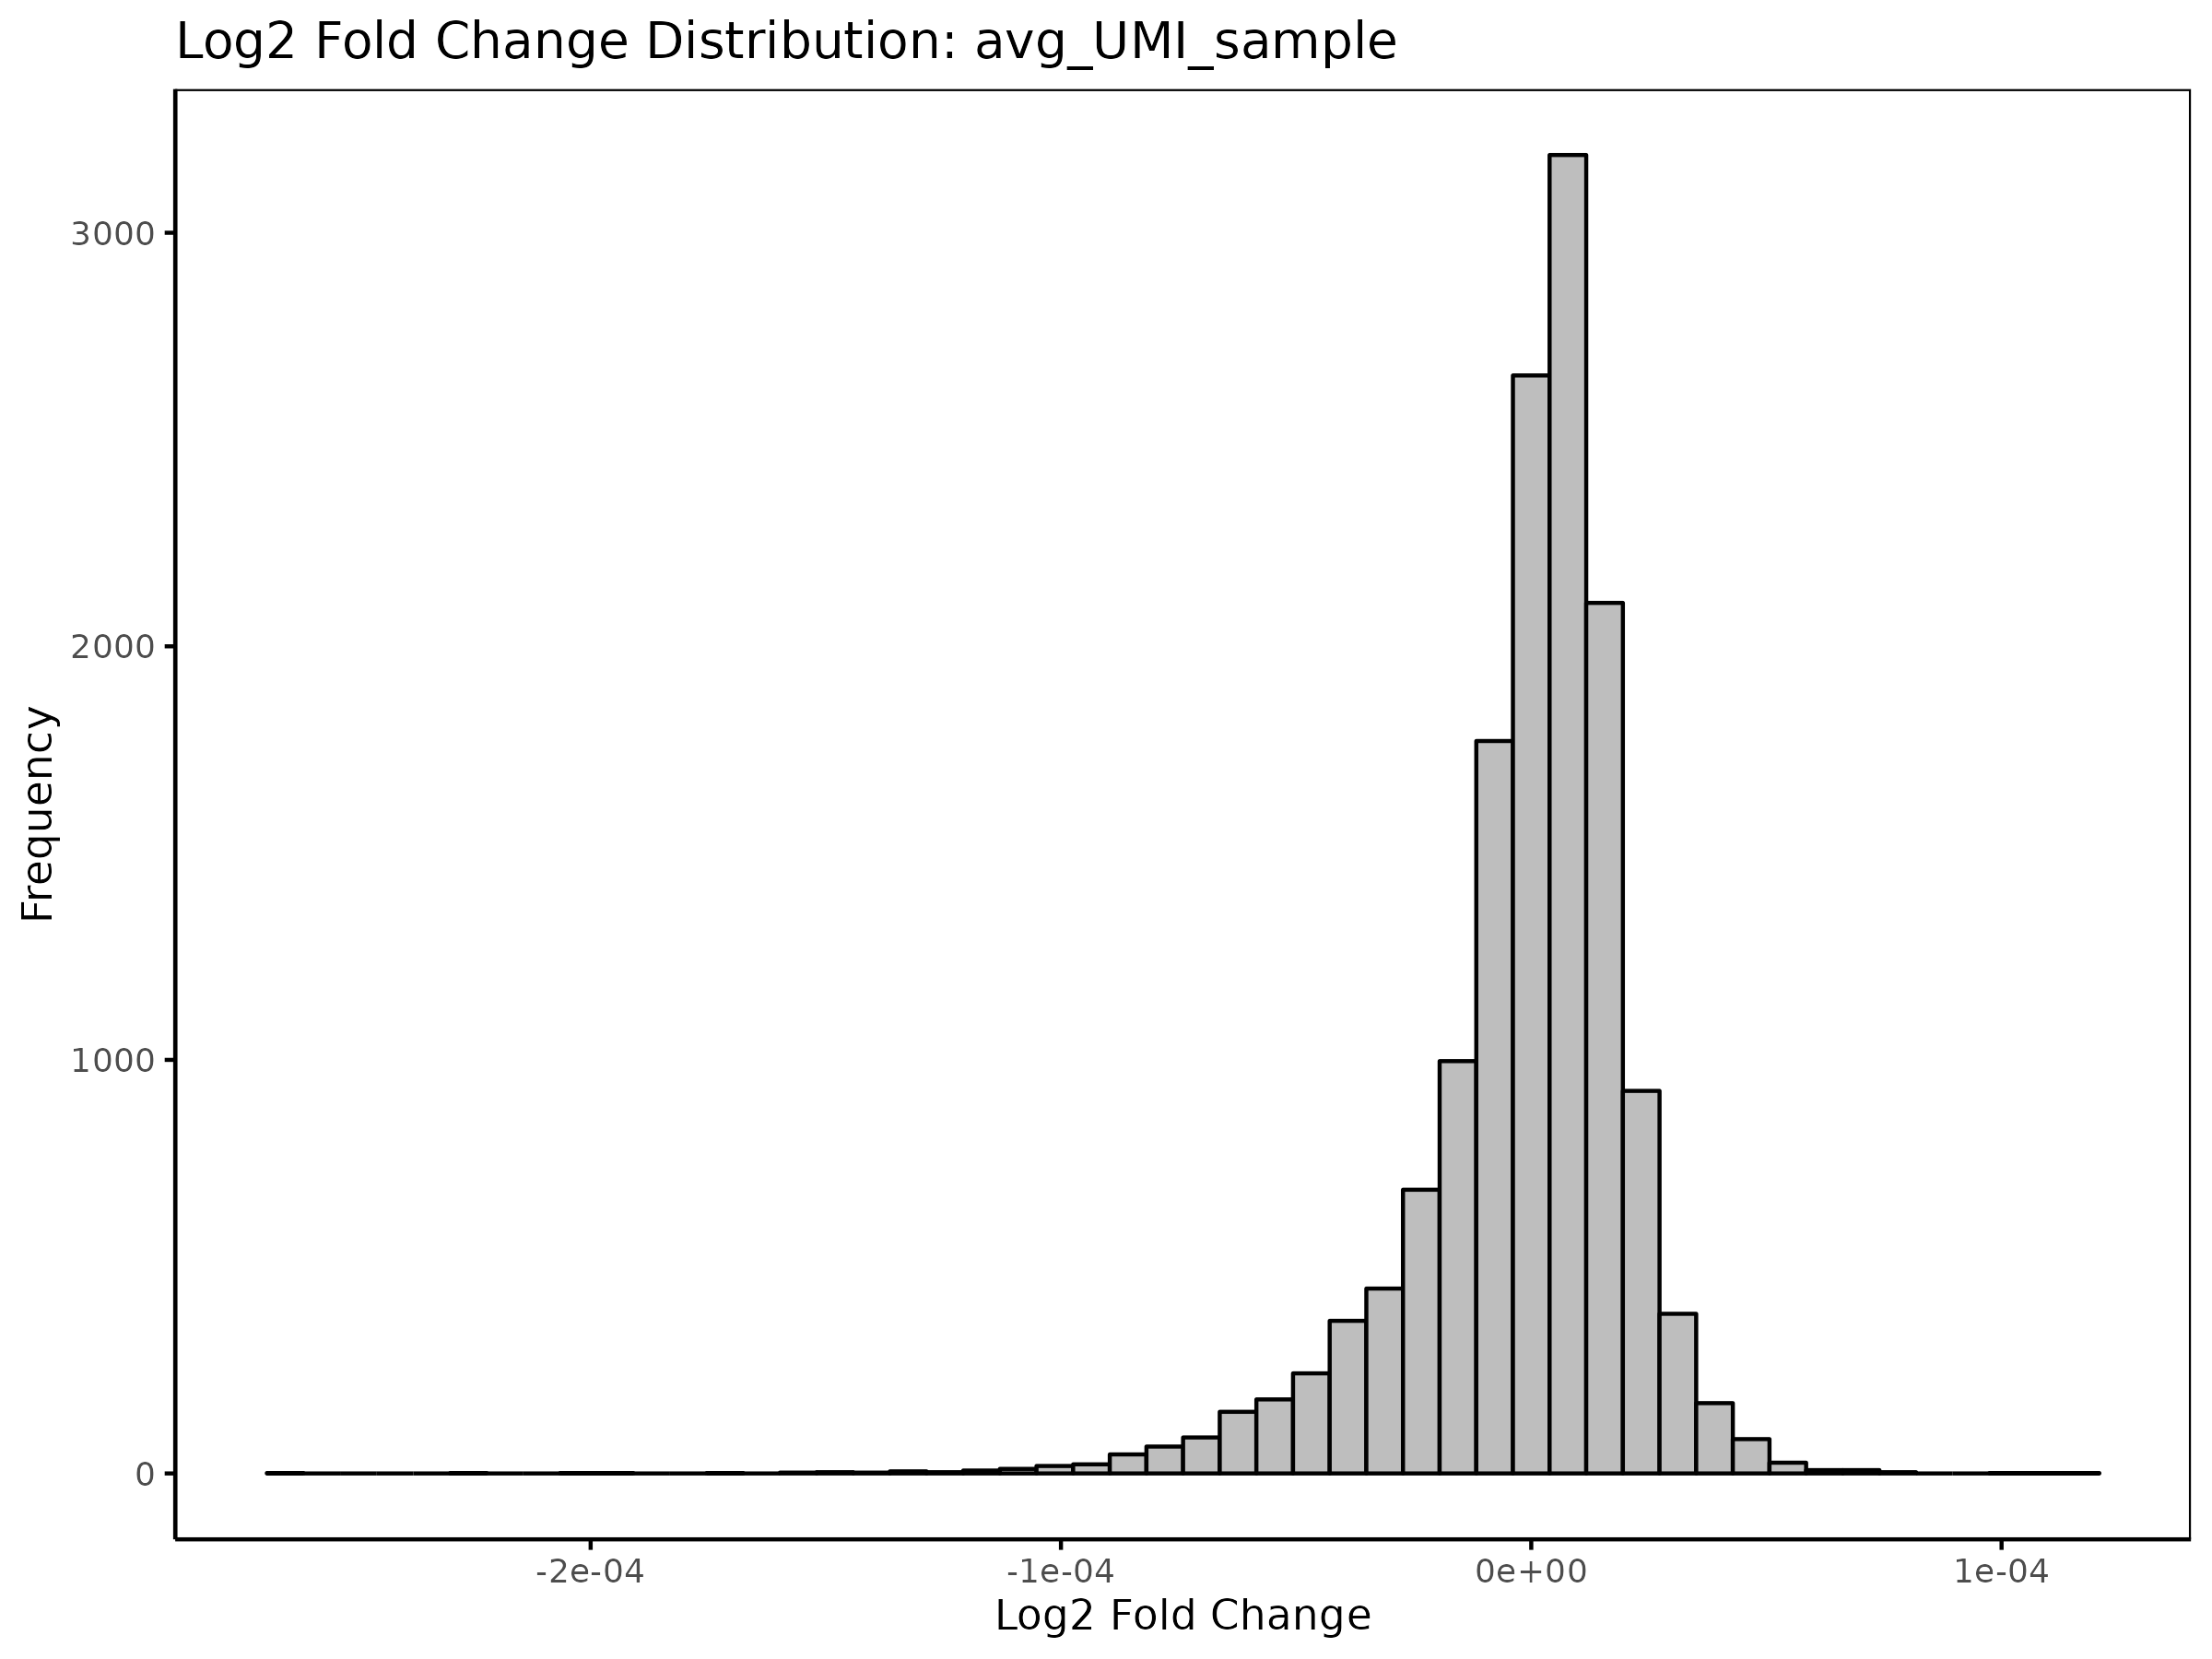 Log2 Fold Change Distribution: avg_UMI_sample
3000
2000
1000
0
Frequency
-2e-04
-1e-04
0e+00
1e-04
Log2 Fold Change